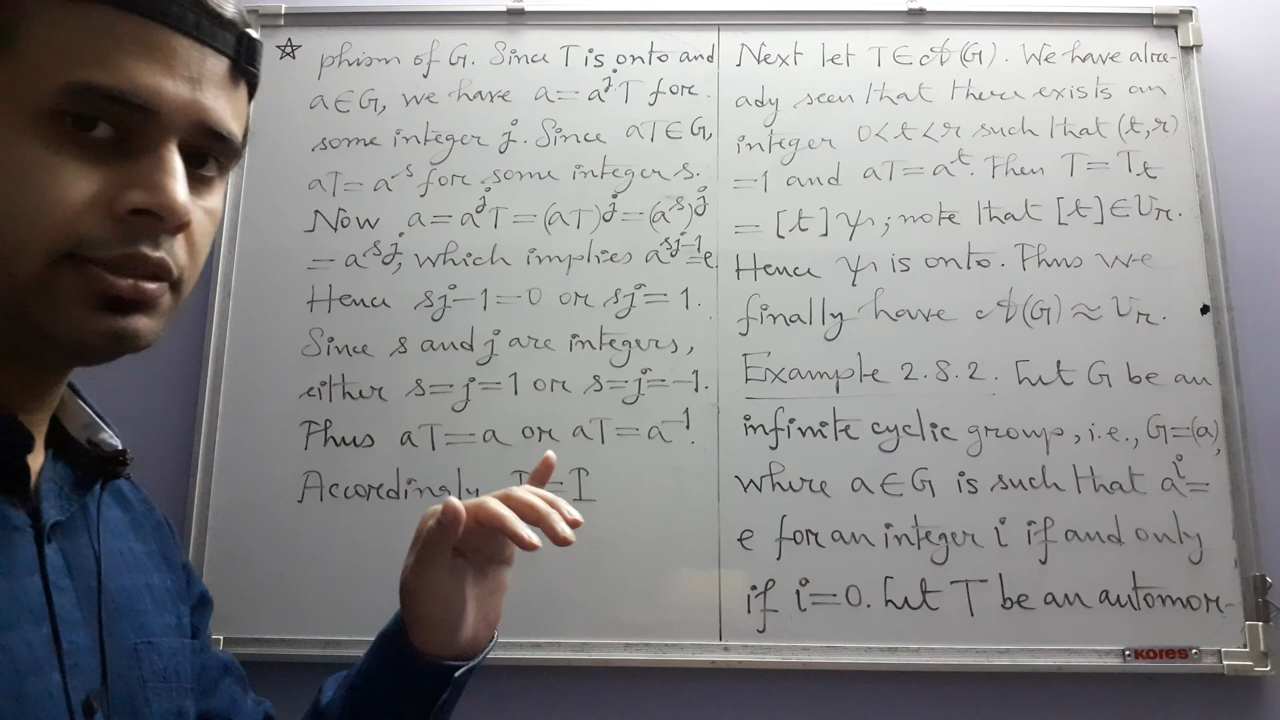 Next let T∈𝒜(G). We have alre-
ady seen that there exists an
integer 0<t<r such that (t,r)
=1 and aT=a^t. Then T=T_t
=[t]ψ; note that [t]∈U_r.
Hence ψ is onto. Thus we
finally have 𝒜(G)≈U_r.
Example 2.8.2. Let G be an
infinite cyclic group, i.e., G=(a),
where a∈G is such that a^i=
e for an integer i if and only
if i=0. Let T be an automor-
☆ phism of G. Since T is onto and
a∈G, we have a=a^jT for
some integer j. Since aT∈G,
aT=a^s for some integer s.
Now a=a^jT=(aT)^j=(a^s)^j
=a^sj, which implies a^sj-1=e.
Hence sj-1=0 or sj=1.
Since s and j are integers,
either s=j=1 or s=j=-1.
Thus aT=a or aT=a^-1.
Accordingly =I
KORES